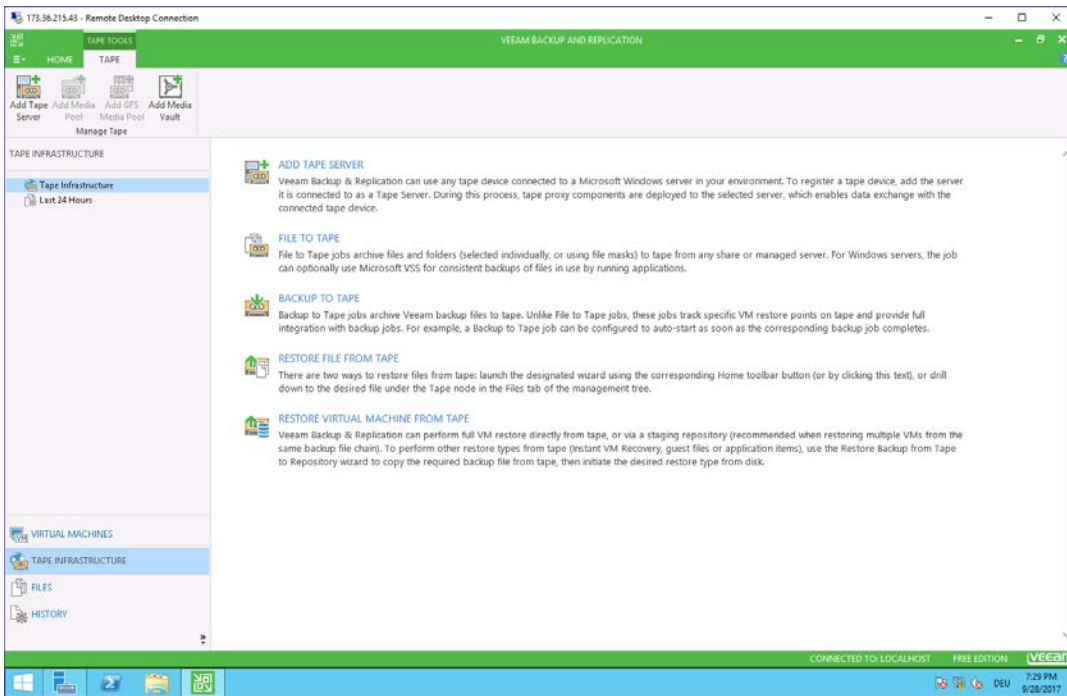 173.36.215.43 - Remote Desktop Connection
TAPE TOOLS
VEEAM BACKUP AND REPLICATION
HOME TAPE
Add Tape Server
Add Media Pool
Add GFS Media Pool
Add Media Vault
Manage Tape
TAPE INFRASTRUCTURE
Tape Infrastructure
Last 24 Hours
ADD TAPE SERVER
Veeam Backup & Replication can use any tape device connected to a Microsoft Windows server in your environment. To register a tape device, add the server
it is connected to as a Tape Server. During this process, tape proxy components are deployed to the selected server, which enables data exchange with the
connected tape device.
FILE TO TAPE
File to Tape jobs archive files and folders (selected individually, or using file masks) to tape from any share or managed server. For Windows servers, the job
can optionally use Microsoft VSS for consistent backups of files in use by running applications.
BACKUP TO TAPE
Backup to Tape jobs archive Veeam backup files to tape. Unlike File to Tape jobs, these jobs track specific VM restore points on tape and provide full
integration with backup jobs. For example, a Backup to Tape job can be configured to auto-start as soon as the corresponding backup job completes.
RESTORE FILE FROM TAPE
There are two ways to restore files from tape: launch the designated wizard using the corresponding Home toolbar button (or by clicking this text), or drill
down to the desired file under the Tape node in the Files tab of the management tree.
RESTORE VIRTUAL MACHINE FROM TAPE
Veeam Backup & Replication can perform full VM restore directly from tape, or via a staging repository (recommended when restoring multiple VMs from the
same backup file chain). To perform other restore types from tape (Instant VM Recovery, guest files or application items), use the Restore Backup from Tape
to Repository wizard to copy the required backup file from tape, then initiate the desired restore type from disk.
VIRTUAL MACHINES
TAPE INFRASTRUCTURE
FILES
HISTORY
CONNECTED TO: LOCALHOST FREE EDITION veeam
DEU
7:29 PM
9/28/2017